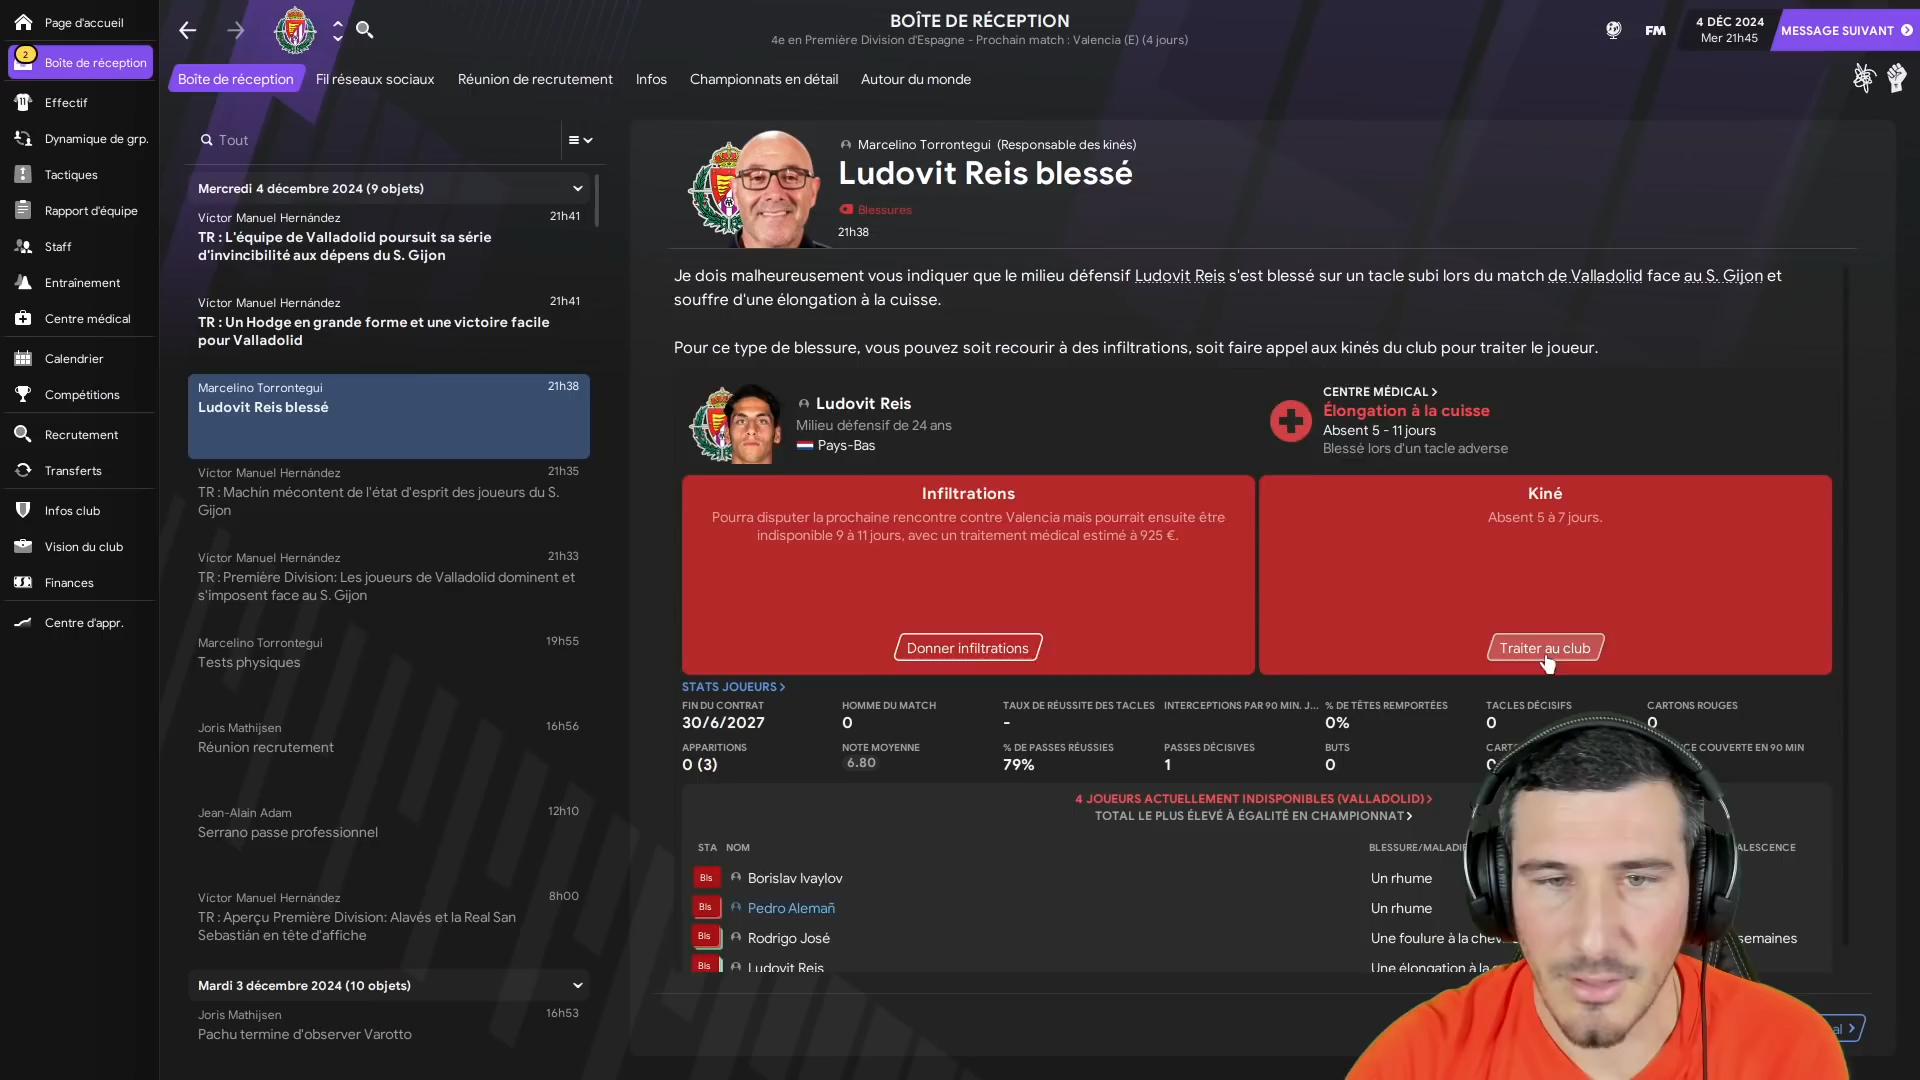 Page d'accueil
2
Boîte de réception
Effectif
Dynamique de grp.
Tactiques
Rapport d'équipe
Staff
Entraînement
Centre médical
Calendrier
Compétitions
Recrutement
Transferts
Infos club
Vision du club
Finances
Centre d'appr.
BOÎTE DE RÉCEPTION
4e en Première Division d'Espagne - Prochain match : Valencia (E) (4 jours)
FM
4 DÉC 2024
Mer 21h45
MESSAGE SUIVANT
Boîte de réception
Fil réseaux sociaux
Réunion de recrutement
Infos
Championnats en détail
Autour du monde
Tout
Mercredi 4 décembre 2024 (9 objets)
Víctor Manuel Hernández 21h41
TR : L'équipe de Valladolid poursuit sa série
d'invincibilité aux dépens du S. Gijon
Víctor Manuel Hernández 21h41
TR : Un Hodge en grande forme et une victoire facile
pour Valladolid
Marcelino Torrontegui 21h38
Ludovit Reis blessé
Víctor Manuel Hernández 21h35
TR : Machín mécontent de l'état d'esprit des joueurs du S.
Gijon
Víctor Manuel Hernández 21h33
TR : Première Division: Les joueurs de Valladolid dominent et
s'imposent face au S. Gijon
Marcelino Torrontegui 19h55
Tests physiques
Joris Mathijsen 16h56
Réunion recrutement
Jean-Alain Adam 12h10
Serrano passe professionnel
Víctor Manuel Hernández 8h00
TR : Aperçu Première Division: Alavés et la Real San
Sebastián en tête d'affiche
Mardi 3 décembre 2024 (10 objets)
Joris Mathijsen 16h53
Pachu termine d'observer Varotto
Marcelino Torrontegui (Responsable des kinés)
Ludovit Reis blessé
Blessures
21h38
Je dois malheureusement vous indiquer que le milieu défensif Ludovit Reis s'est blessé sur un tacle subi lors du match de Valladolid face au S. Gijon et
souffre d'une élongation à la cuisse.
Pour ce type de blessure, vous pouvez soit recourir à des infiltrations, soit faire appel aux kinés du club pour traiter le joueur.
Ludovit Reis
Milieu défensif de 24 ans
Pays-Bas
CENTRE MÉDICAL >
Élongation à la cuisse
Absent 5 - 11 jours
Blessé lors d'un tacle adverse
Infiltrations
Pourra disputer la prochaine rencontre contre Valencia mais pourrait ensuite être
indisponible 9 à 11 jours, avec un traitement médical estimé à 925 €.
Donner infiltrations
Kiné
Absent 5 à 7 jours.
Traiter au club
STATS JOUEURS >
FIN DU CONTRAT HOMME DU MATCH TAUX DE RÉUSSITE DES TACLES INTERCEPTIONS PAR 90 MIN. J... % DE TÊTES REMPORTÉES TACLES DÉCISIFS CARTONS ROUGES
30/6/2027 0 - 0% 0 0
APPARITIONS NOTE MOYENNE % DE PASSES RÉUSSIES PASSES DÉCISIVES BUTS COUVERTE EN 90 MIN
0 (3) 6.80 79% 1 0
4 JOUEURS ACTUELLEMENT INDISPONIBLES (VALLADOLID) >
TOTAL LE PLUS ÉLEVÉ À ÉGALITÉ EN CHAMPIONNAT >
STA NOM
Bls Borislav Ivaylov Un rhume
Bls Pedro Alemañ Un rhume
Bls Rodrigo José Une foulure à la semaines
Bls Ludovit Reis Une élongation à la